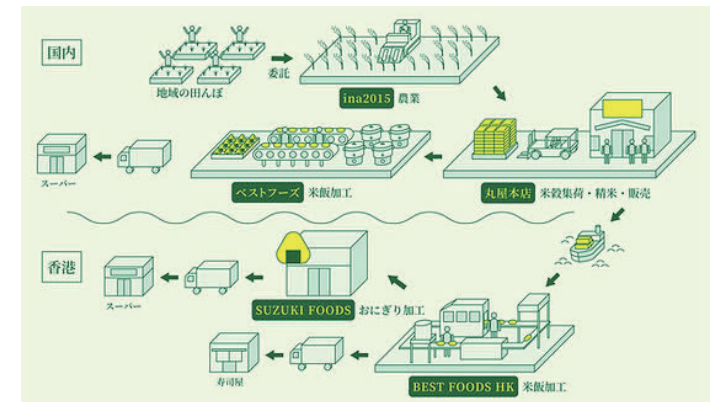 国内
地域の田んぼ
委託
ina2015 農業
スーパー
ベストフーズ 米飯加工
丸屋本店 米穀集荷・精米・販売
香港
スーパー
SUZUKI FOODS おにぎり加工
寿司屋
BEST FOODS HK 米飯加工